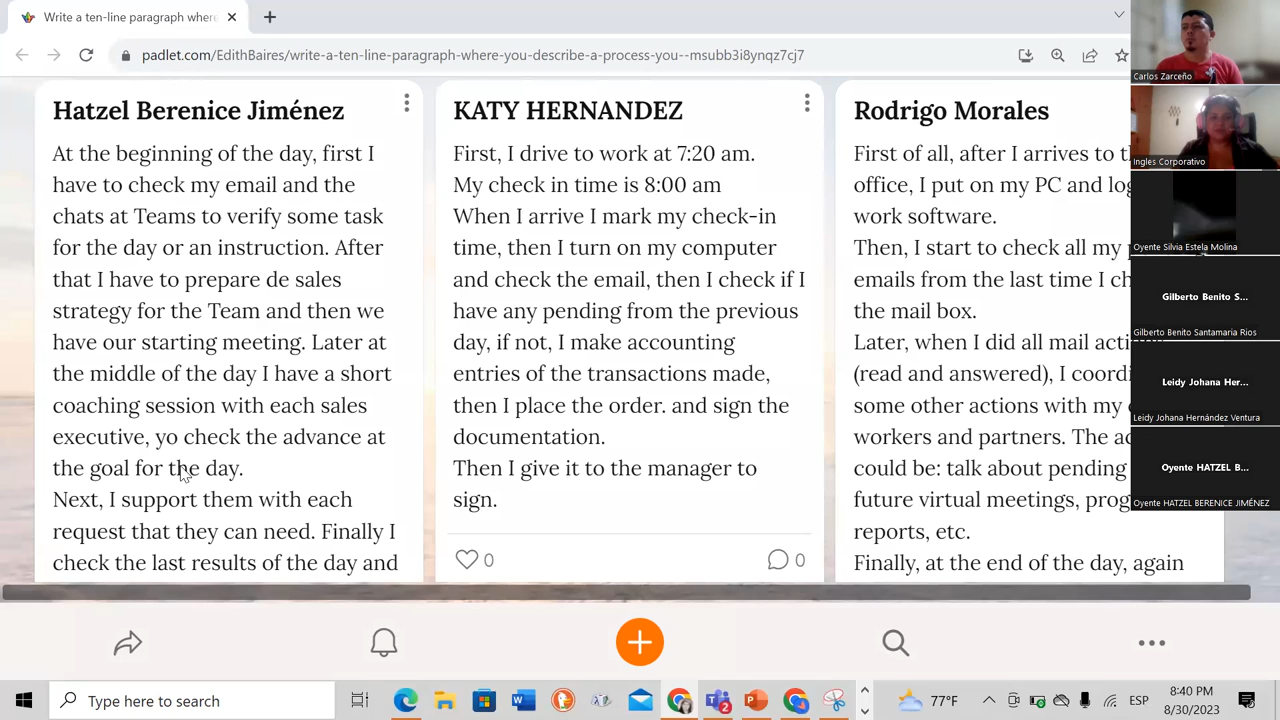 Write a ten-line paragraph where
padlet.com/EdithBaires/write-a-ten-line-paragraph-where-you-describe-a-process-you--msubb3i8ynqz7cj7
Hatzel Berenice Jiménez
At the beginning of the day, first I
have to check my email and the
chats at Teams to verify some task
for the day or an instruction. After
that I have to prepare de sales
strategy for the Team and then we
have our starting meeting. Later at
the middle of the day I have a short
coaching session with each sales
executive, yo check the advance at
the goal for the day.
Next, I support them with each
request that they can need. Finally I
check the last results of the day and
KATY HERNANDEZ
First, I drive to work at 7:20 am.
My check in time is 8:00 am
When I arrive I mark my check-in
time, then I turn on my computer
and check the email, then I check if I
have any pending from the previous
day, if not, I make accounting
entries of the transactions made,
then I place the order. and sign the
documentation.
Then I give it to the manager to
sign.
0
0
Rodrigo Morales
First of all, after I arrives to
office, I put on my PC and
work software.
Then, I start to check all my
emails from the last time I
the mail box.
Later, when I did all mail
(read and answered), I
some other actions with my
workers and partners. The
could be: talk about pending
future virtual meetings,
reports, etc.
Finally, at the end of the day, again
Carlos Zarceño
Ingles Corporativo
Oyente Silvia Estela Molina
Gilberto Benito S...
Gilberto Benito Santamaria Rios
Leidy Johana Her...
Leidy Johana Hernández Ventura
Oyente HATZEL B...
Oyente HATZEL BERENICE JIMÉNEZ
Type here to search
77°F
ESP
8:40 PM
8/30/2023